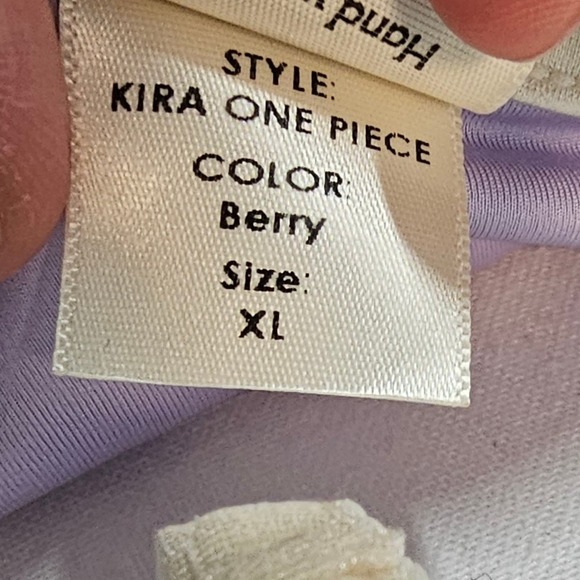 Hand
STYLE:
KIRA ONE PIECE
COLOR:
Berry
Size:
XL